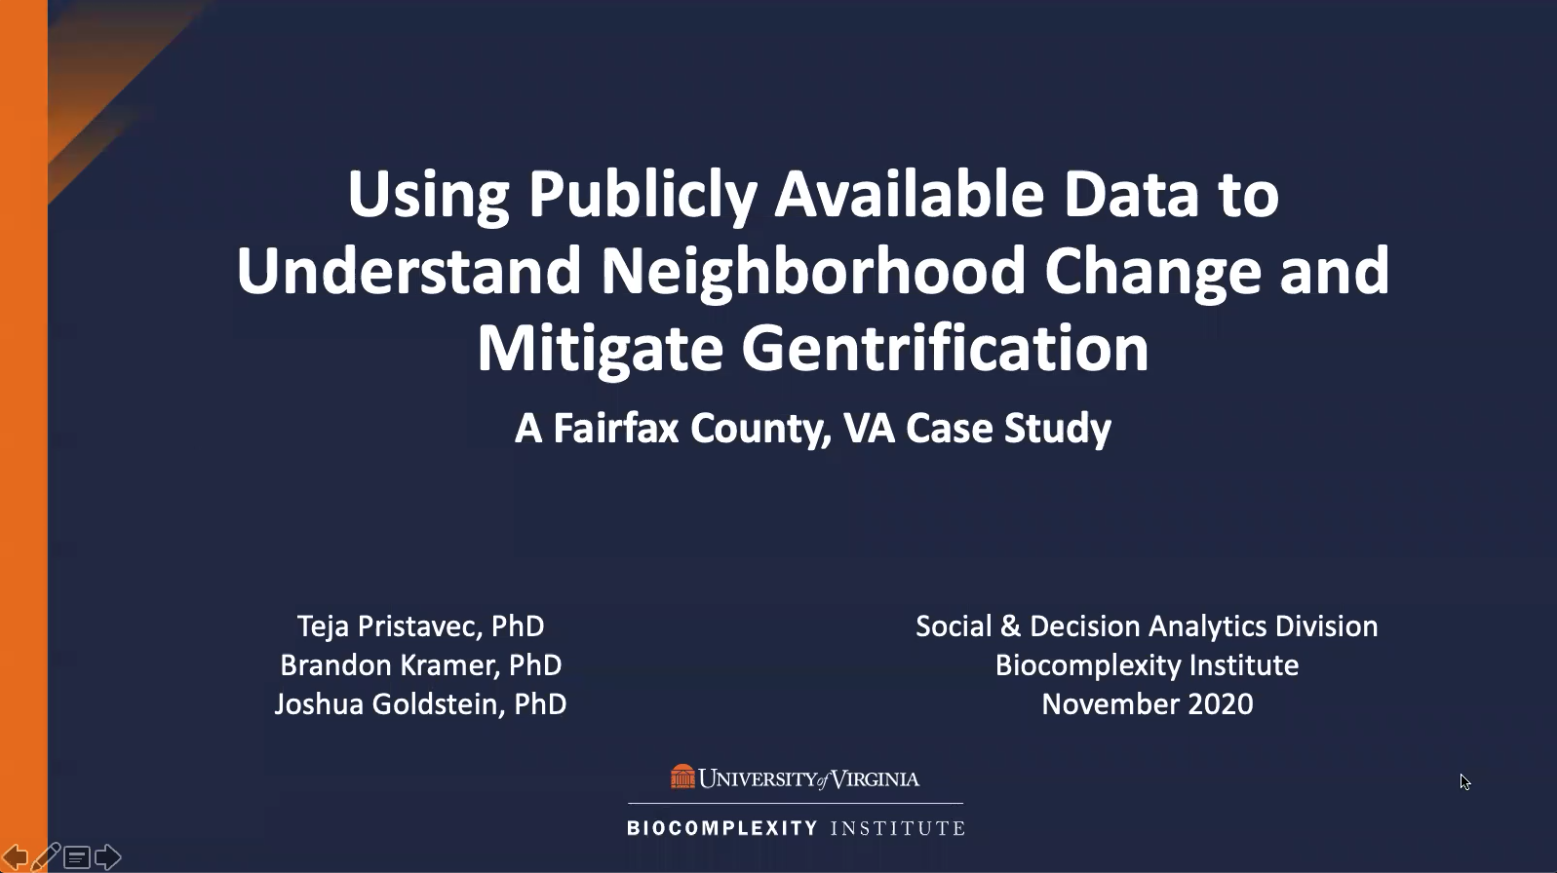 Using Publicly Available Data to
Understand Neighborhood Change and
Mitigate Gentrification
A Fairfax County, VA Case Study
Teja Pristavec, PhD
Brandon Kramer, PhD
Joshua Goldstein, PhD
Social & Decision Analytics Division
Biocomplexity Institute
November 2020
UNIVERSITY of VIRGINIA
BIOCOMPLEXITY INSTITUTE